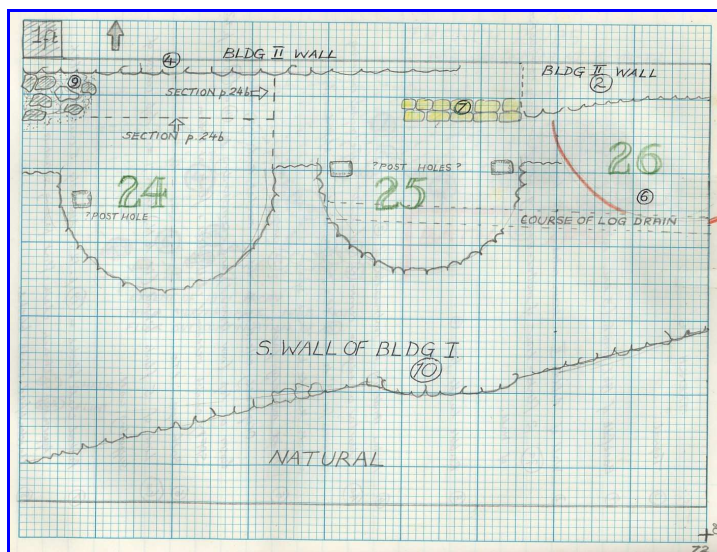 1ft
④
BLDG II WALL
BLDG II WALL
②
⑨
SECTION p.24b
⑦
SECTION p.24b
24
?POST HOLE
?POST HOLES?
25
26
⑥
COURSE OF LOG DRAIN
S. WALL OF BLDG I.
⑩
NATURAL